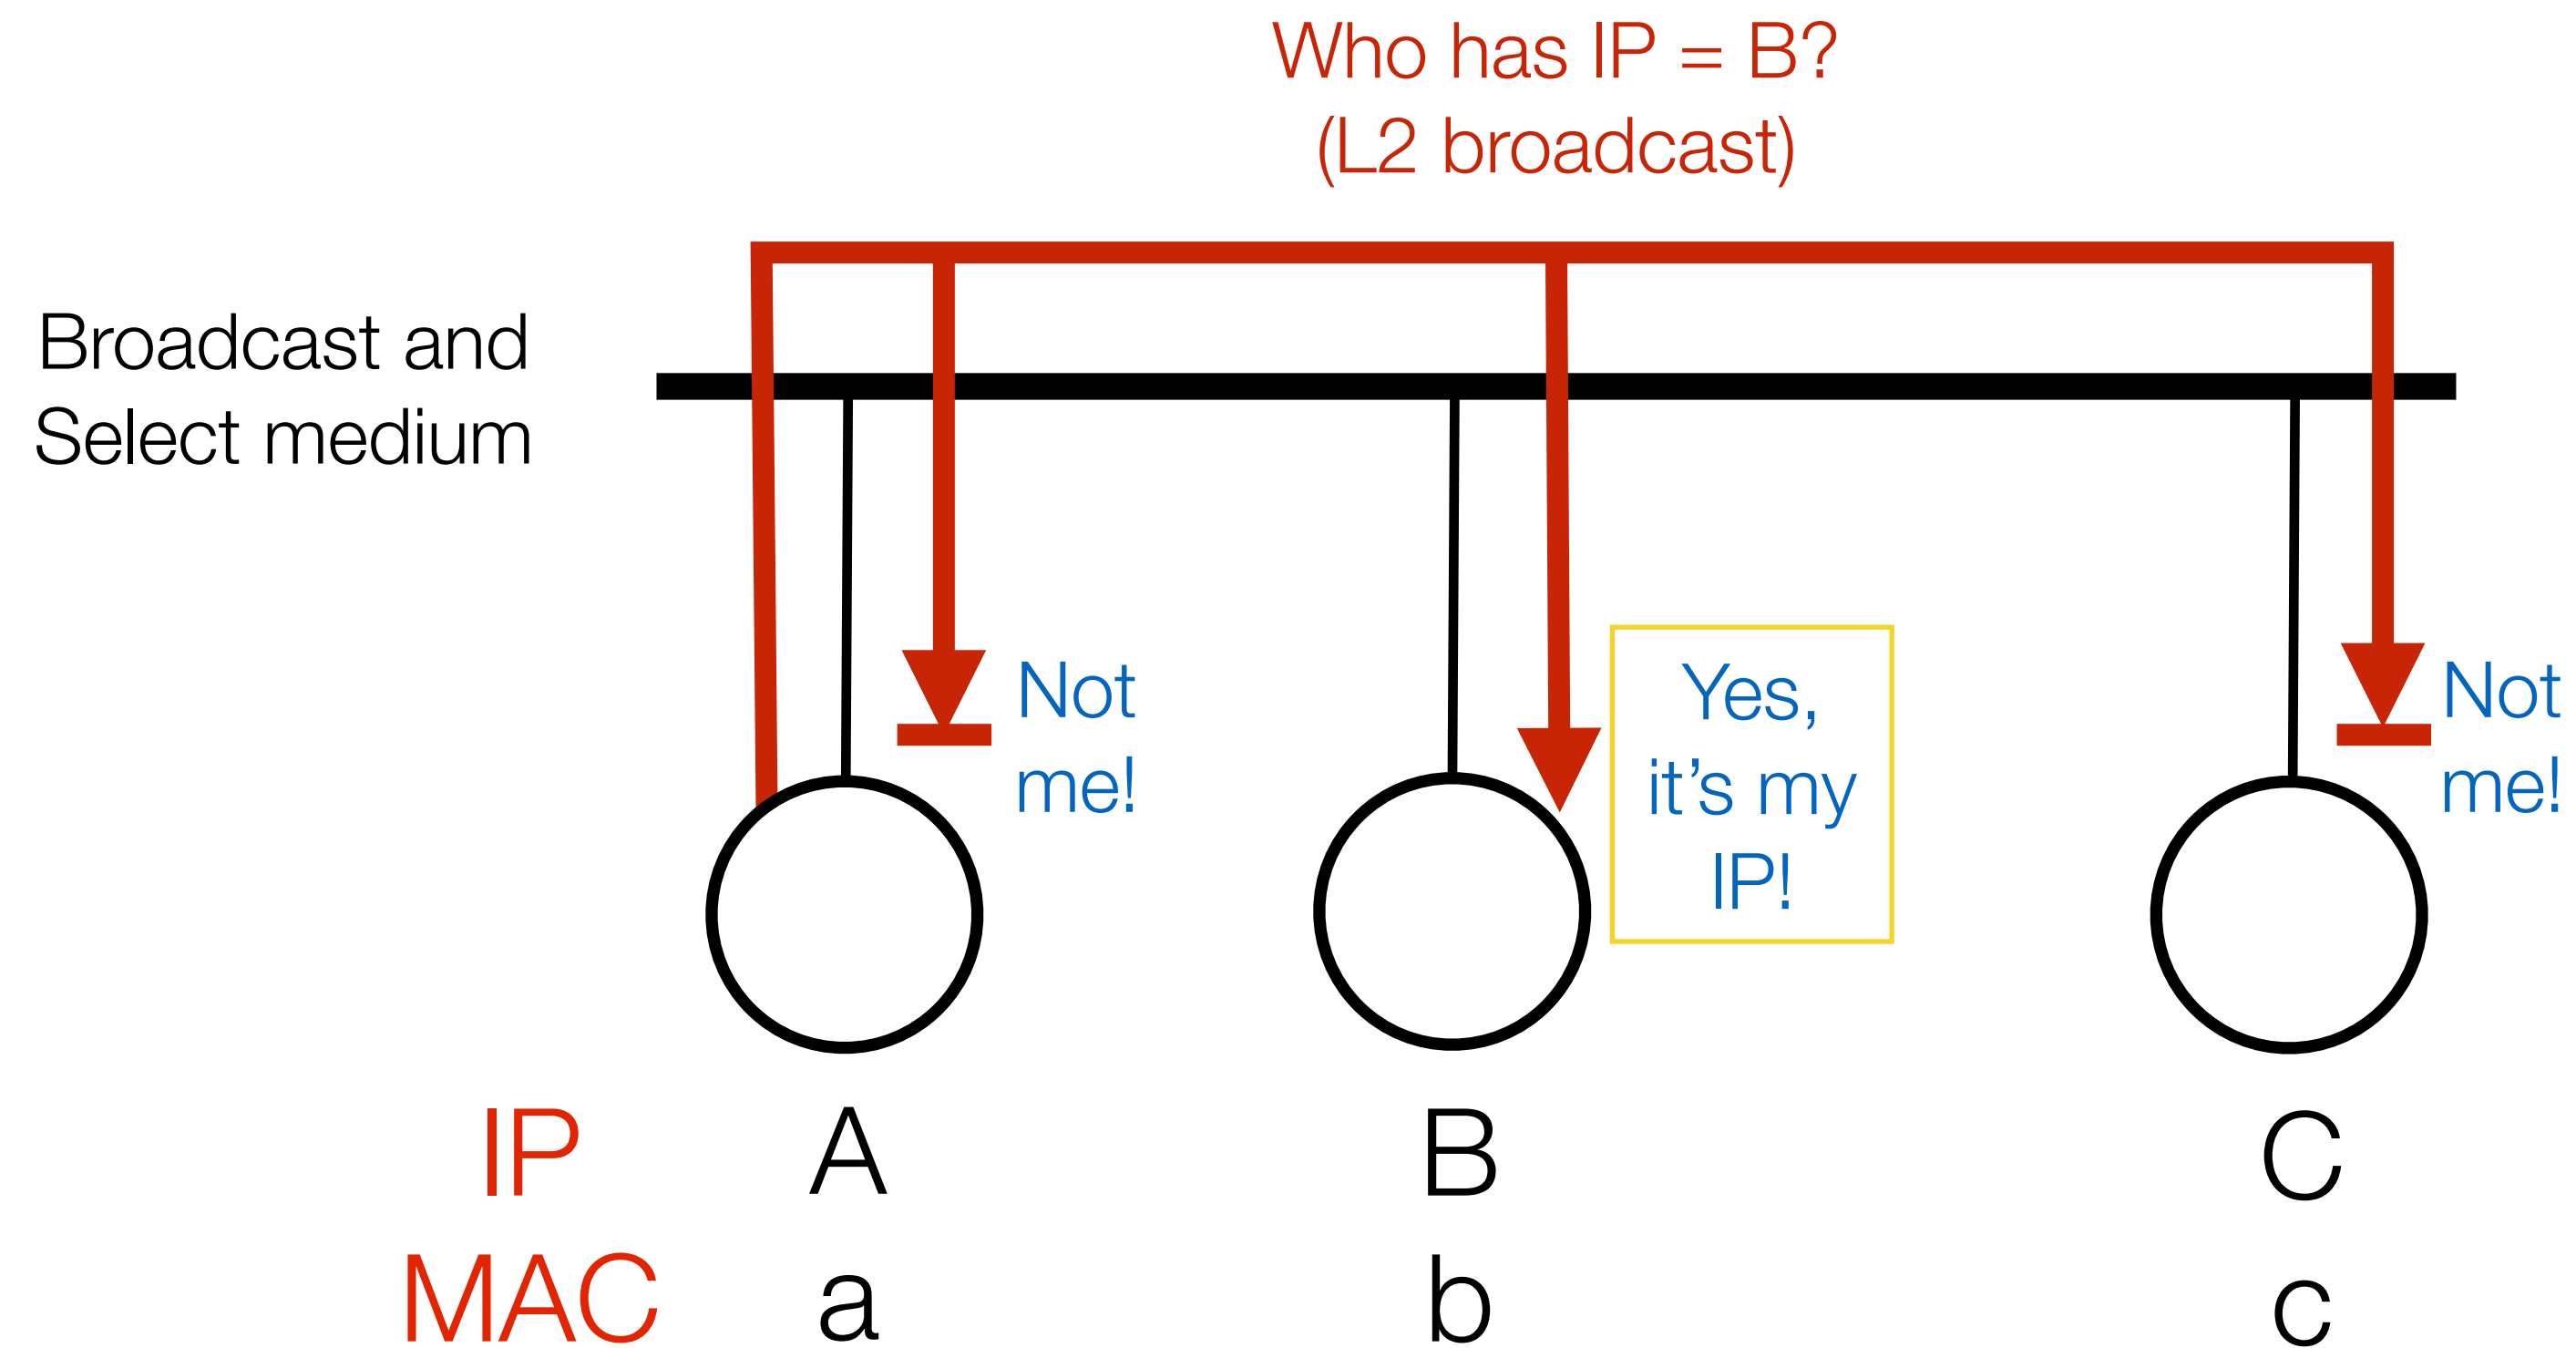 Who has IP = B?
(L2 broadcast)
Broadcast and
Select medium
Not
me!
Yes,
it’s my
IP!
Not
me!
IP A B C
MAC a b c